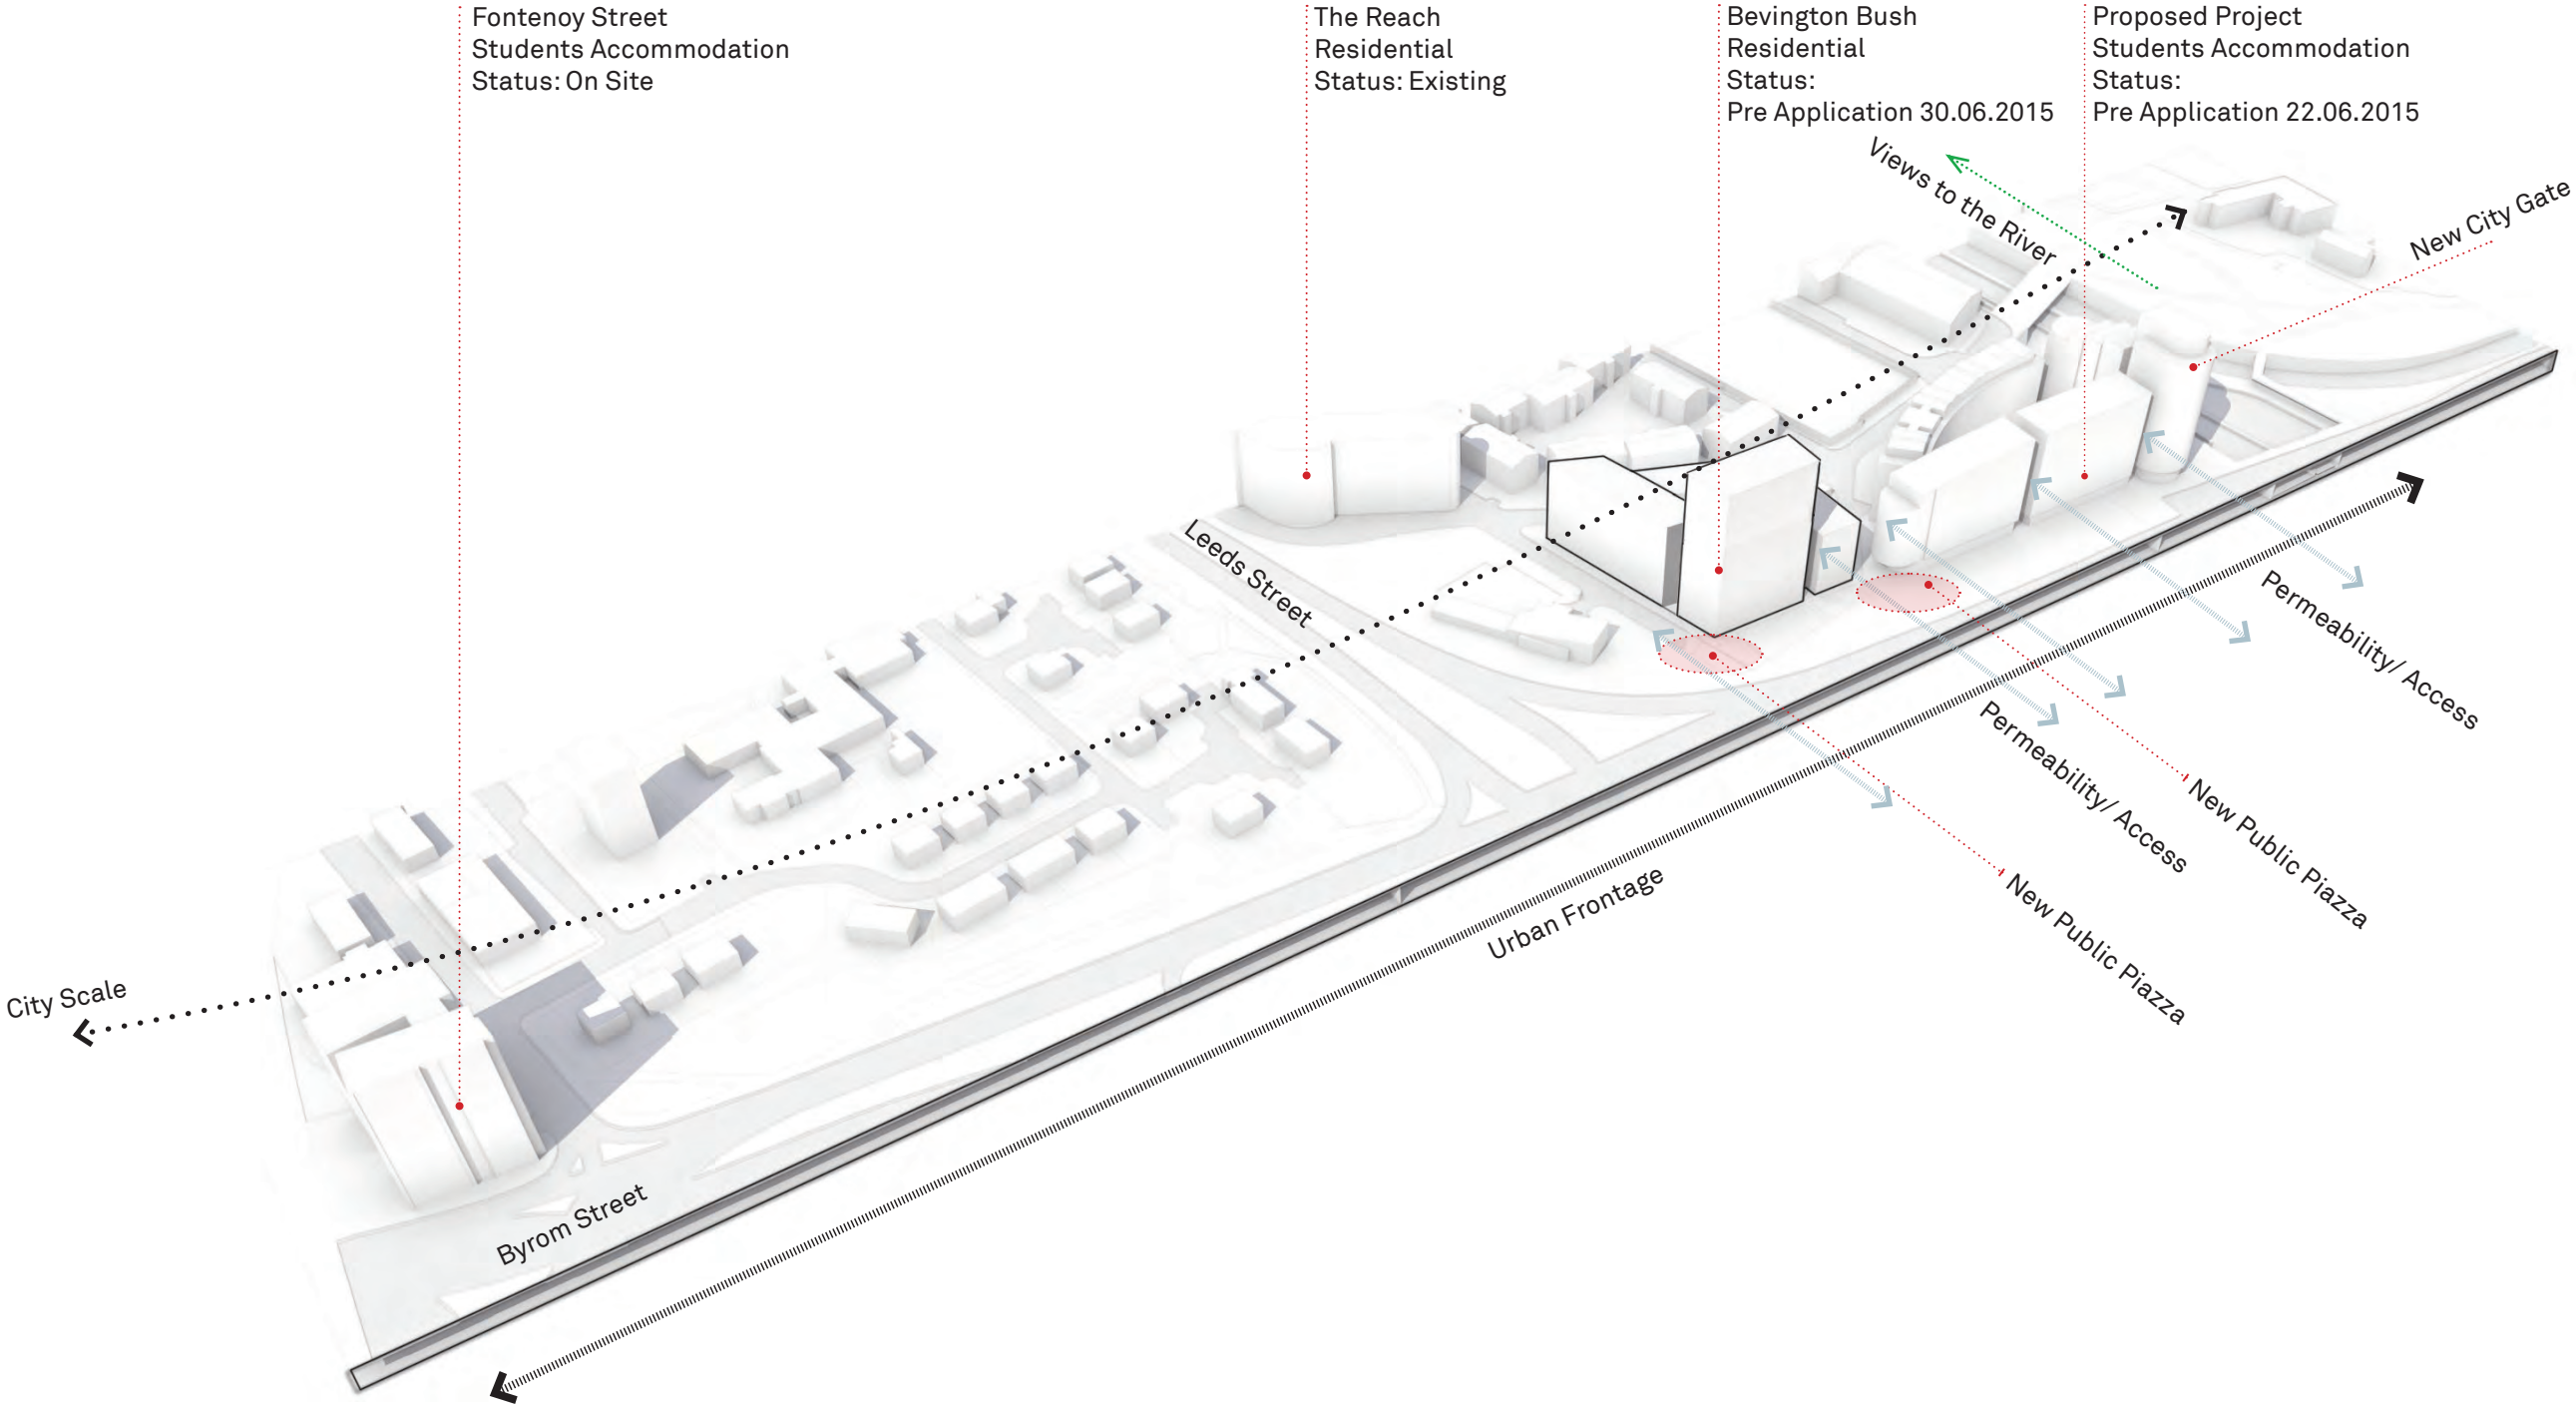 Fontenoy Street
Students Accommodation
Status: On Site
The Reach
Residential
Status: Existing
Bevington Bush
Residential
Status:
Pre Application 30.06.2015
Proposed Project
Students Accommodation
Status:
Pre Application 22.06.2015
Views to the River
New City Gate
Leeds Street
Permeability/ Access
Permeability/ Access
New Public Piazza
New Public Piazza
Urban Frontage
City Scale
Byrom Street